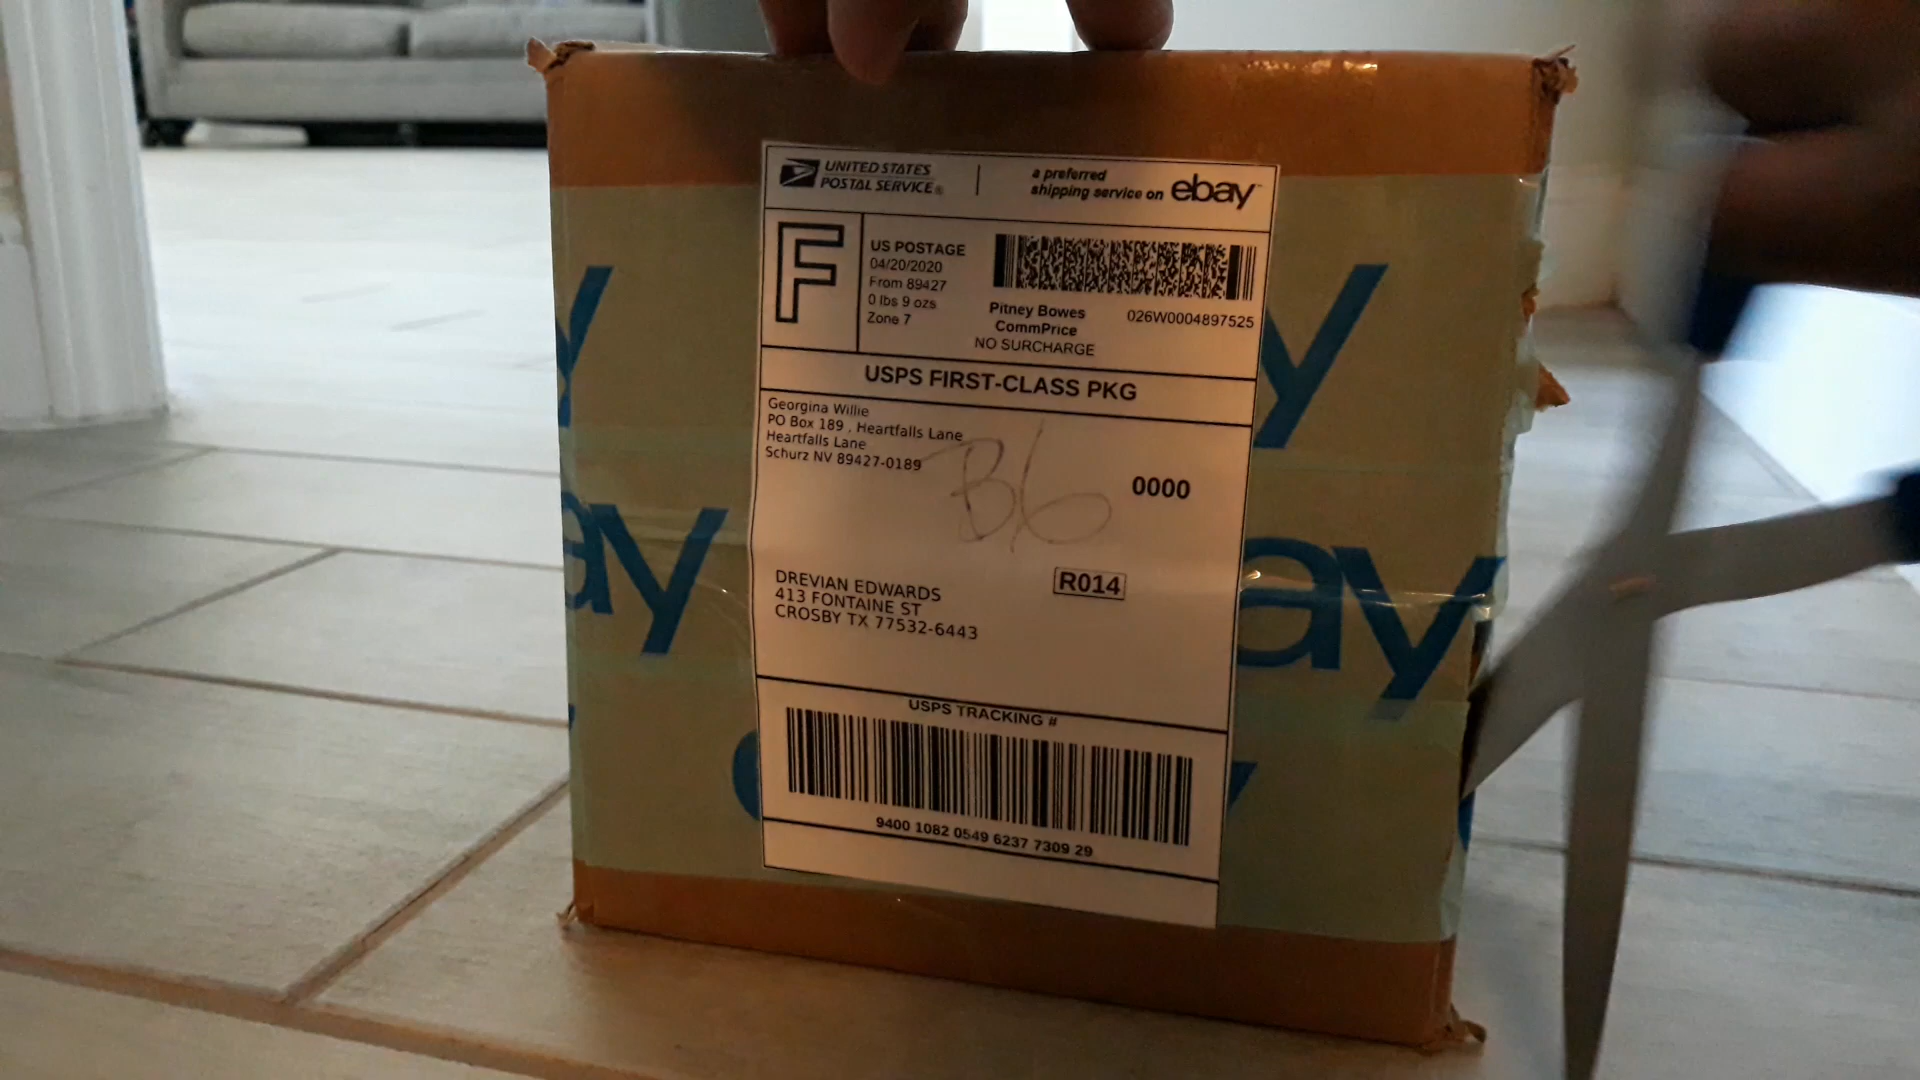 UNITED STATES
POSTAL SERVICE®
a preferred
shipping service on ebay™
F
US POSTAGE
04/20/2020
From 89427
0 lbs 9 ozs
Zone 7
Pitney Bowes
CommPrice
NO SURCHARGE
026W0004897525
USPS FIRST-CLASS PKG
Georgina Willie
PO Box 189 , Heartfalls Lane
Heartfalls Lane
Schurz NV 89427-0189
B6
0000
R014
DREVIAN EDWARDS
413 FONTAINE ST
CROSBY TX 77532-6443
USPS TRACKING #
9400 1082 0549 6237 7309 29
y
y
ay
ay